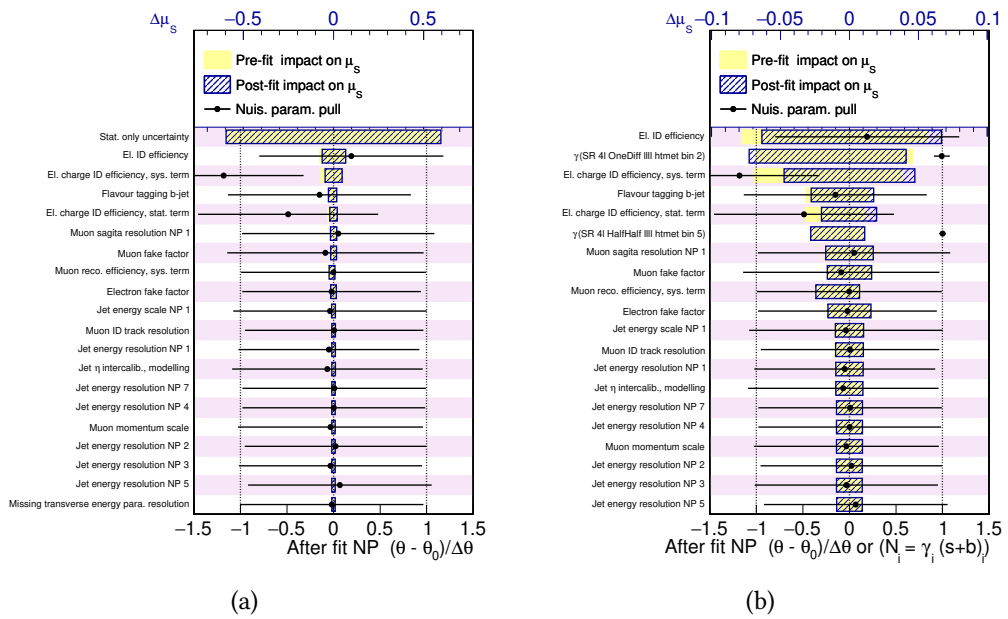 Δμ_S
−0.5 0 0.5
Pre-fit impact on μ_S
Post-fit impact on μ_S
Nuis. param. pull
Stat. only uncertainty
El. ID efficiency
El. charge ID efficiency, sys. term
Flavour tagging b-jet
El. charge ID efficiency, stat. term
Muon sagita resolution NP 1
Muon fake factor
Muon reco. efficiency, sys. term
Electron fake factor
Jet energy scale NP 1
Muon ID track resolution
Jet energy resolution NP 1
Jet η intercalib., modelling
Jet energy resolution NP 7
Jet energy resolution NP 4
Muon momentum scale
Jet energy resolution NP 2
Jet energy resolution NP 3
Jet energy resolution NP 5
Missing transverse energy para. resolution
−1.5 −1 −0.5 0 0.5 1 1.5
After fit NP (θ - θ_0)/Δθ
(a)
Δμ_S
−0.1 −0.05 0 0.05 0.1
Pre-fit impact on μ_S
Post-fit impact on μ_S
Nuis. param. pull
El. ID efficiency
γ(SR 4l OneDiff llll htmet bin 2)
El. charge ID efficiency, sys. term
Flavour tagging b-jet
El. charge ID efficiency, stat. term
γ(SR 4l HalfHalf llll htmet bin 5)
Muon sagita resolution NP 1
Muon fake factor
Muon reco. efficiency, sys. term
Electron fake factor
Jet energy scale NP 1
Muon ID track resolution
Jet energy resolution NP 1
Jet η intercalib., modelling
Jet energy resolution NP 7
Jet energy resolution NP 4
Muon momentum scale
Jet energy resolution NP 2
Jet energy resolution NP 3
Jet energy resolution NP 5
−1.5 −1 −0.5 0 0.5 1 1.5
After fit NP (θ - θ_0)/Δθ or (N_i = γ_i (s+b)_i)
(b)